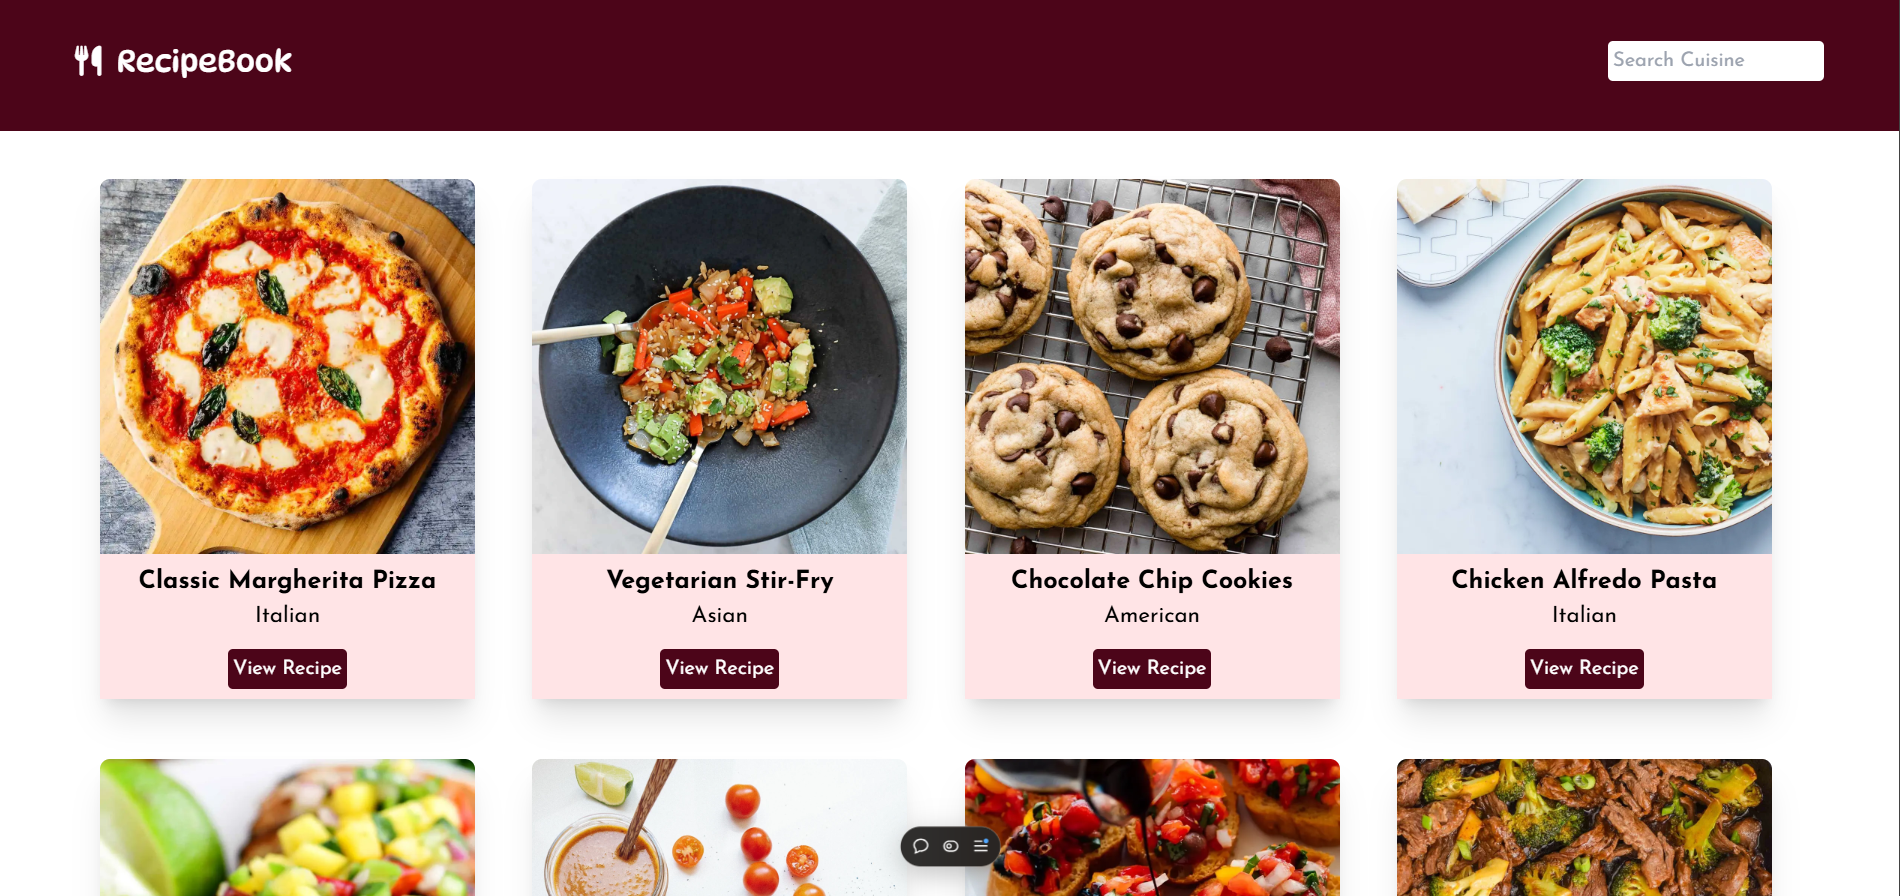 RecipeBook
Search Cuisine
Classic Margherita Pizza
Italian
View Recipe
Vegetarian Stir-Fry
Asian
View Recipe
Chocolate Chip Cookies
American
View Recipe
Chicken Alfredo Pasta
Italian
View Recipe